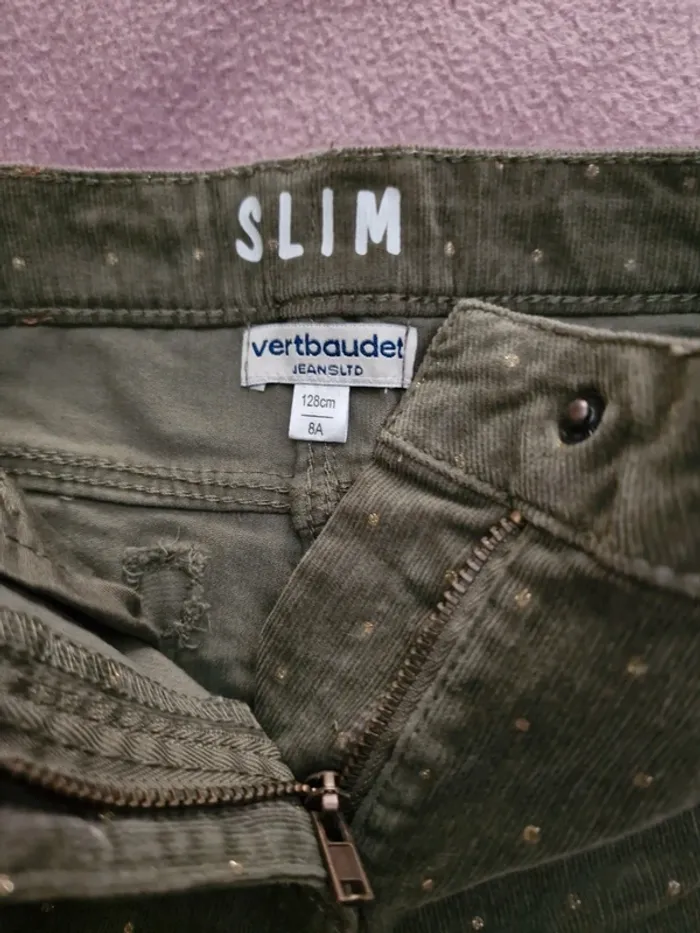 SLIM
vertbaudet
JEANSLTD
128cm
8A